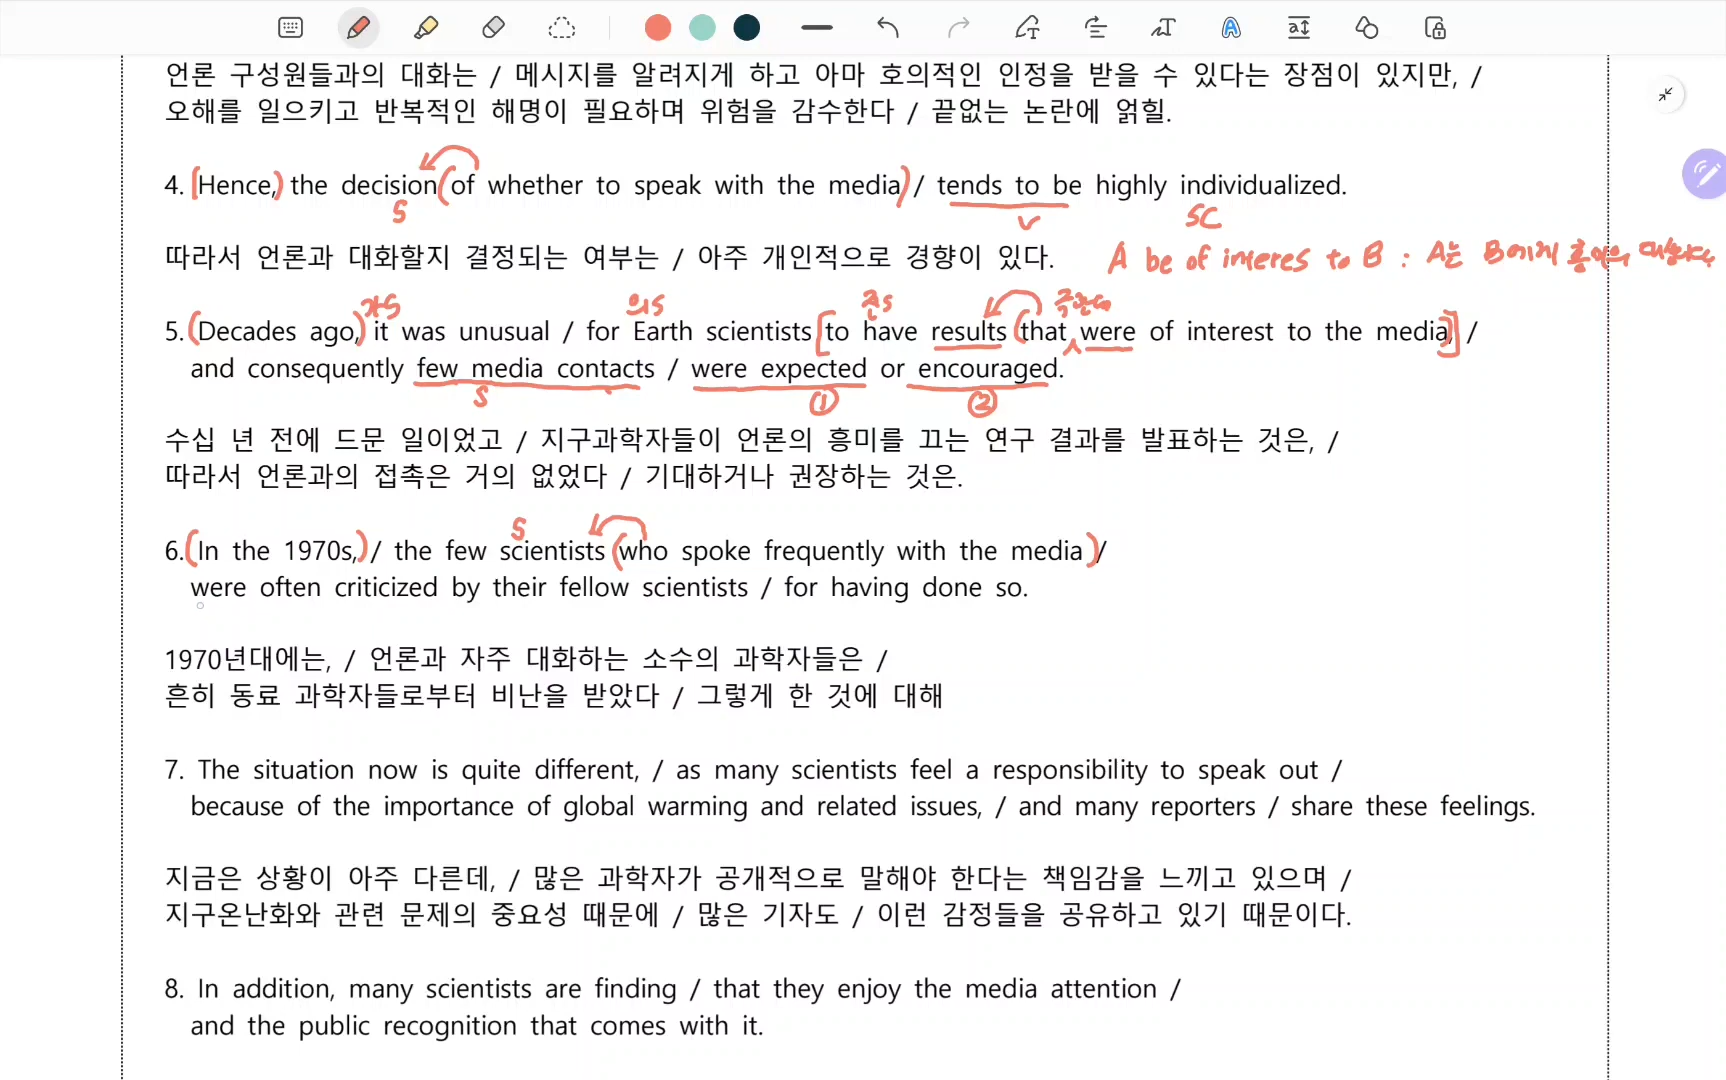 언론 구성원들과의 대화는 / 메시지를 알려지게 하고 아마 호의적인 인정을 받을 수 있다는 장점이 있지만, /
오해를 일으키고 반복적인 해명이 필요하며 위험을 감수한다 / 끝없는 논란에 얽힐.
4. (Hence,) the decision (of whether to speak with the media) / tends to be highly individualized.
S V SC
따라서 언론과 대화할지 결정되는 여부는 / 아주 개인적으로 경향이 있다.
A be of interes to B : A는 B에게 흥미의 대상이다
가S 의S 진S 주관대
5. (Decades ago,) it was unusual / for Earth scientists [to have results (that were of interest to the media,)] /
and consequently few media contacts / were expected or encouraged.
S ① ②
수십 년 전에 드문 일이었고 / 지구과학자들이 언론의 흥미를 끄는 연구 결과를 발표하는 것은, /
따라서 언론과의 접촉은 거의 없었다 / 기대하거나 권장하는 것은.
S
6. (In the 1970s,) / the few scientists (who spoke frequently with the media) /
were often criticized by their fellow scientists / for having done so.
1970년대에는, / 언론과 자주 대화하는 소수의 과학자들은 /
흔히 동료 과학자들로부터 비난을 받았다 / 그렇게 한 것에 대해
7. The situation now is quite different, / as many scientists feel a responsibility to speak out /
because of the importance of global warming and related issues, / and many reporters / share these feelings.
지금은 상황이 아주 다른데, / 많은 과학자가 공개적으로 말해야 한다는 책임감을 느끼고 있으며 /
지구온난화와 관련 문제의 중요성 때문에 / 많은 기자도 / 이런 감정들을 공유하고 있기 때문이다.
8. In addition, many scientists are finding / that they enjoy the media attention /
and the public recognition that comes with it.